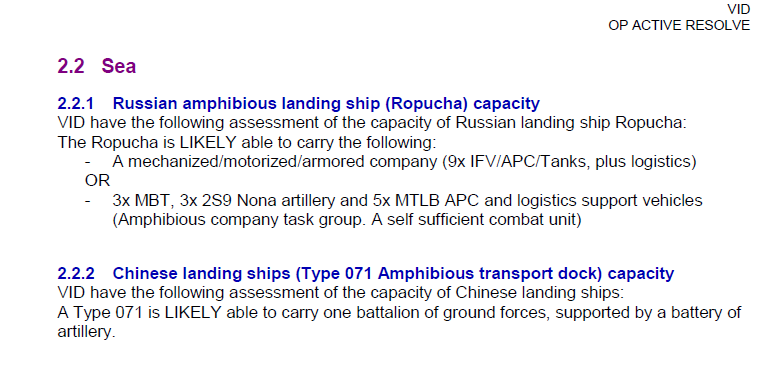 VID
OP ACTIVE RESOLVE
2.2 Sea
2.2.1 Russian amphibious landing ship (Ropucha) capacity
VID have the following assessment of the capacity of Russian landing ship Ropucha:
The Ropucha is LIKELY able to carry the following:
- A mechanized/motorized/armored company (9x IFV/APC/Tanks, plus logistics)
OR
- 3x MBT, 3x 2S9 Nona artillery and 5x MTLB APC and logistics support vehicles
(Amphibious company task group. A self sufficient combat unit)
2.2.2 Chinese landing ships (Type 071 Amphibious transport dock) capacity
VID have the following assessment of the capacity of Chinese landing ships:
A Type 071 is LIKELY able to carry one battalion of ground forces, supported by a battery of
artillery.